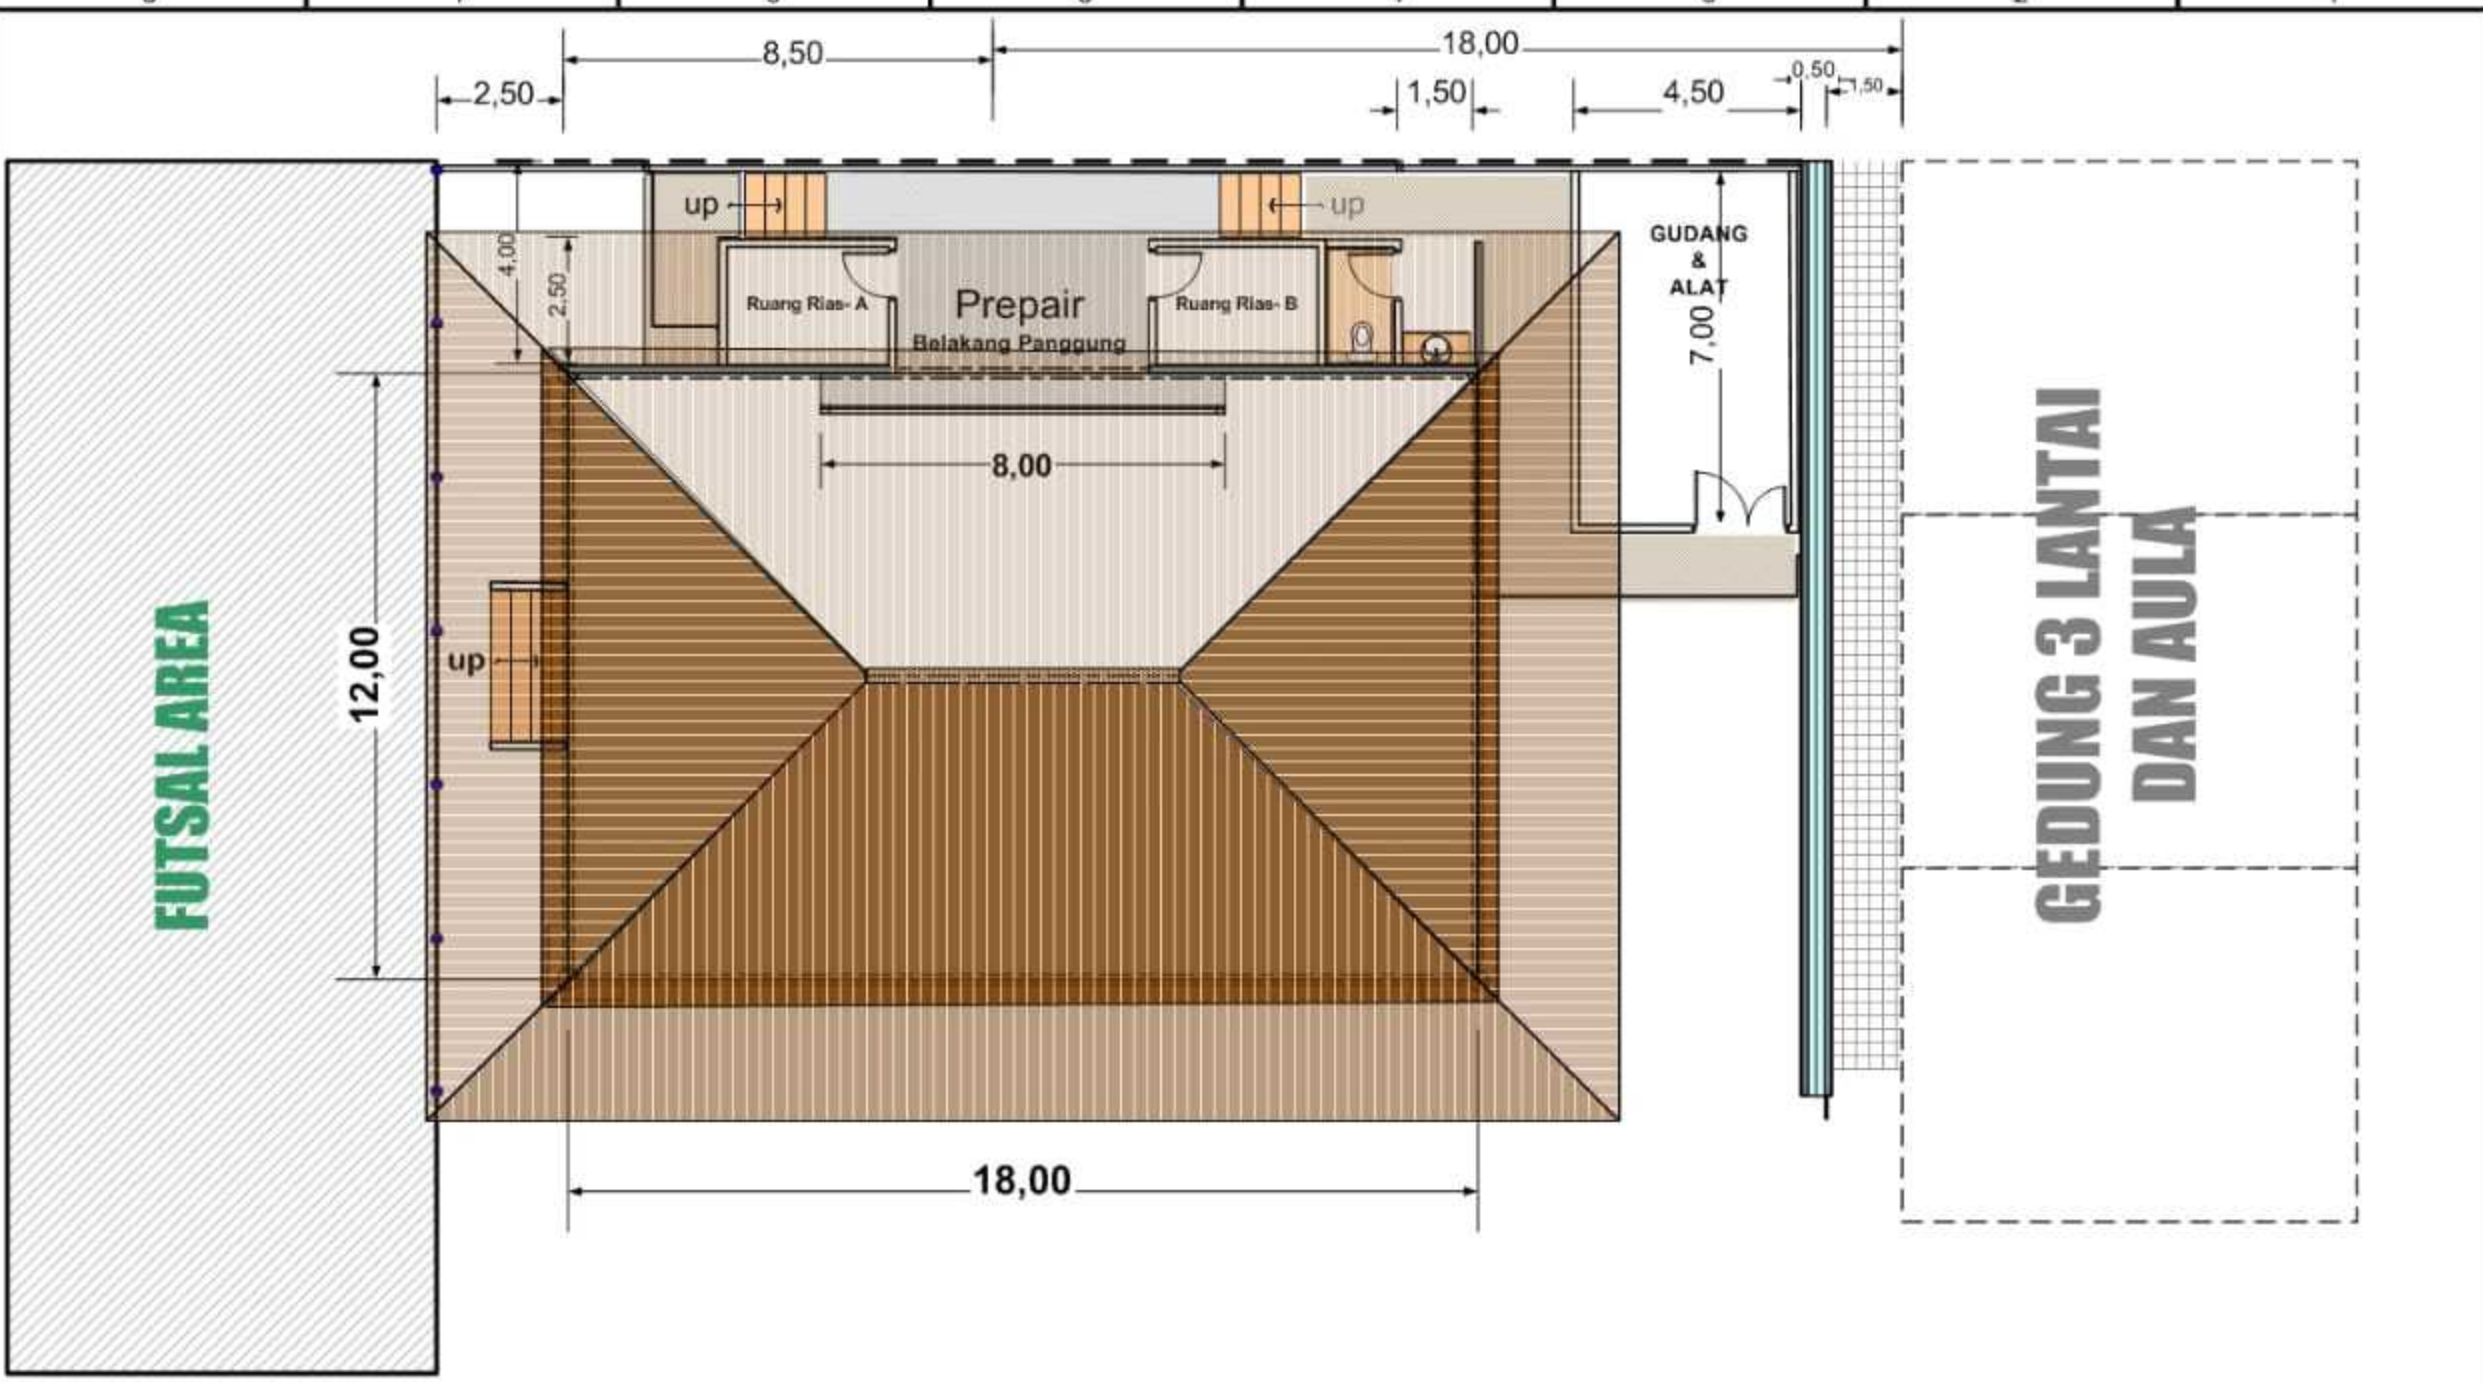 8,50
18,00
2,50
1,50
4,50
0,50
1,50
up
up
4.00
2.50
Ruang Rias- A
Prepair
Belakang Panggung
Ruang Rias- B
GUDANG
&
ALAT
7,00
8,00
12,00
up
FUTSAL AREA
GEDUNG 3 LANTAI
DAN AULA
18,00